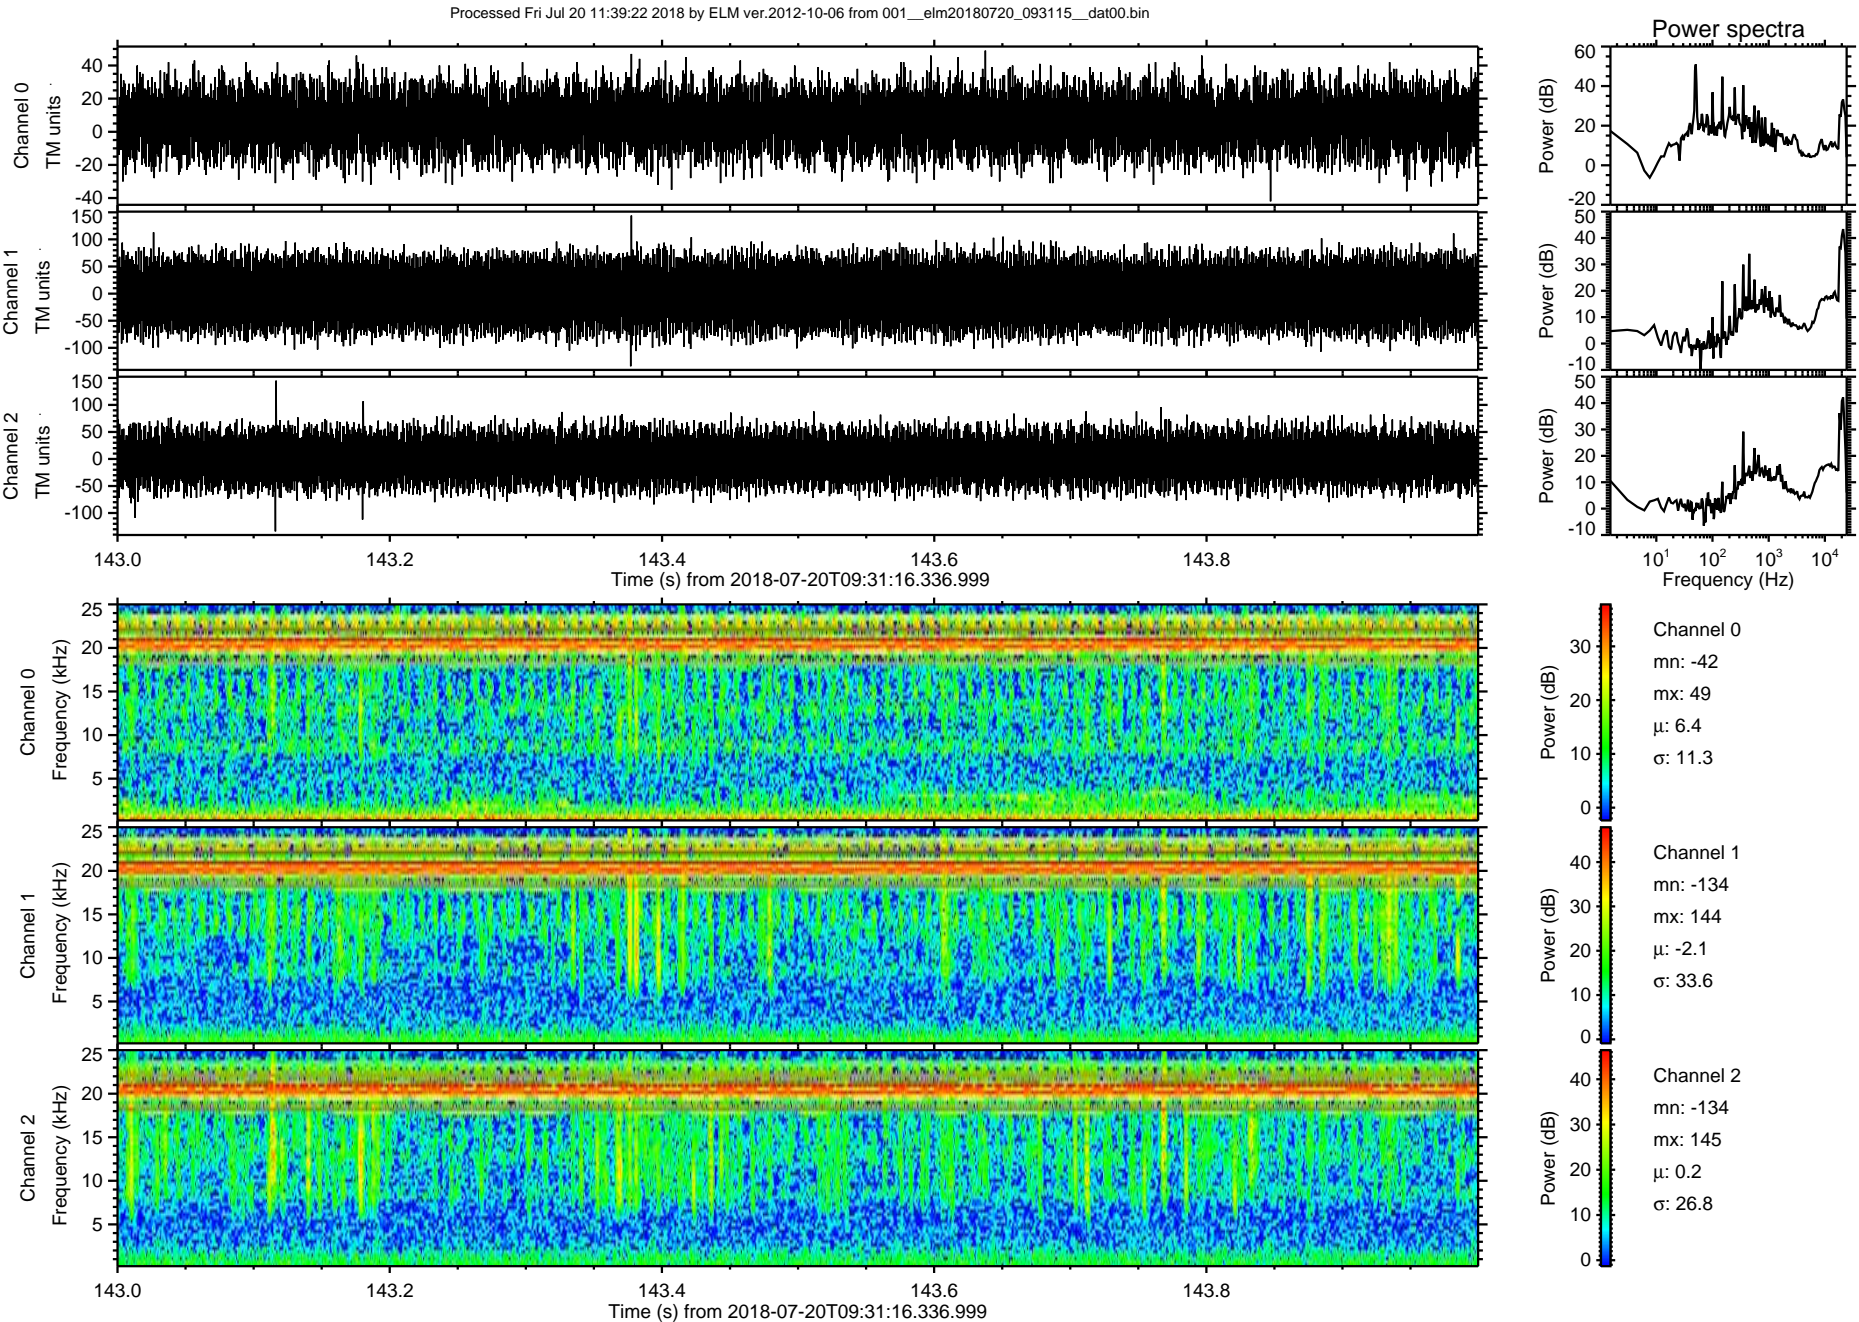 Processed Fri Jul 20 11:39:22 2018 by ELM ver.2012-10-06 from 001__elm20180720_093115__dat00.bin
Power spectra
Channel 0
TM units
40
20
0
-20
-40
Power (dB)
60
40
20
0
-20
Channel 1
TM units
150
100
50
0
-50
-100
Power (dB)
50
40
30
20
10
0
-10
Channel 2
TM units
150
100
50
0
-50
-100
Power (dB)
50
40
30
20
10
0
-10
143.0 143.2 143.4 143.6 143.8
Time (s) from 2018-07-20T09:31:16.336.999
10¹ 10² 10³ 10⁴
Frequency (Hz)
Channel 0
Frequency (kHz)
25
20
15
10
5
Power (dB)
30
20
10
0
Channel 0
mn: -42
mx: 49
μ: 6.4
σ: 11.3
Channel 1
Frequency (kHz)
25
20
15
10
5
Power (dB)
40
30
20
10
0
Channel 1
mn: -134
mx: 144
μ: -2.1
σ: 33.6
Channel 2
Frequency (kHz)
25
20
15
10
5
Power (dB)
40
30
20
10
0
Channel 2
mn: -134
mx: 145
μ: 0.2
σ: 26.8
143.0 143.2 143.4 143.6 143.8
Time (s) from 2018-07-20T09:31:16.336.999